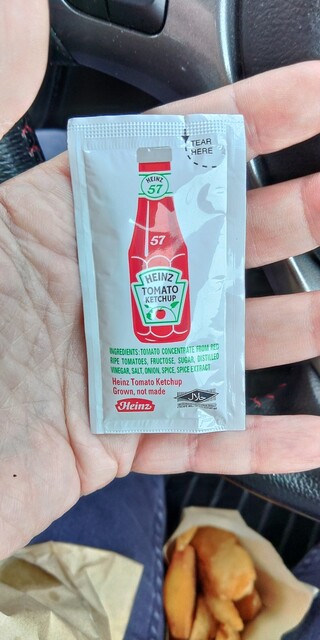 TEAR
HERE
HEINZ
57
57
HEINZ
TOMATO
KETCHUP
INGREDIENTS: TOMATO CONCENTRATE FROM RED
RIPE TOMATOES, FRUCTOSE, SUGAR, DISTILLED
VINEGAR, SALT, ONION, SPICE, SPICE EXTRACT.
Heinz Tomato Ketchup
Grown, not made
Heinz
حلال